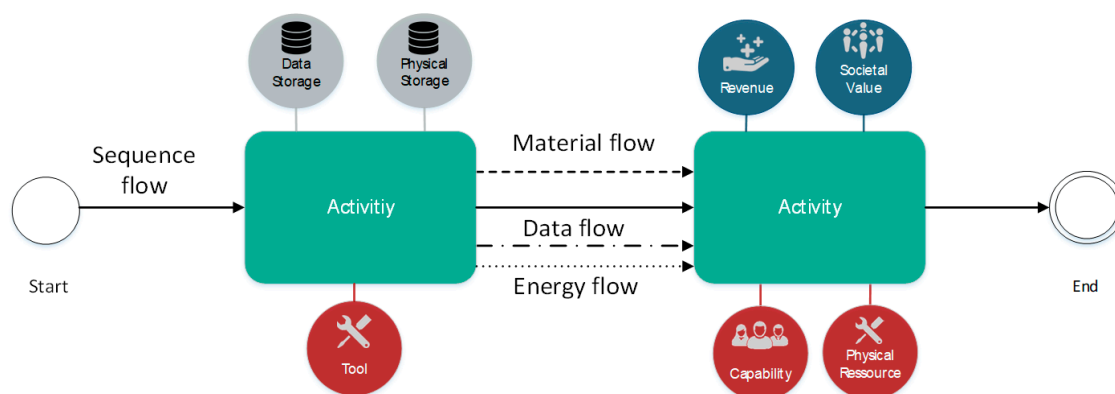 Data
Storage
Physical
Storage
Revenue
Societal
Value
Sequence
flow
Material flow
Activitiy
Activity
Data flow
Energy flow
Start
End
Tool
Capability
Physical
Ressource